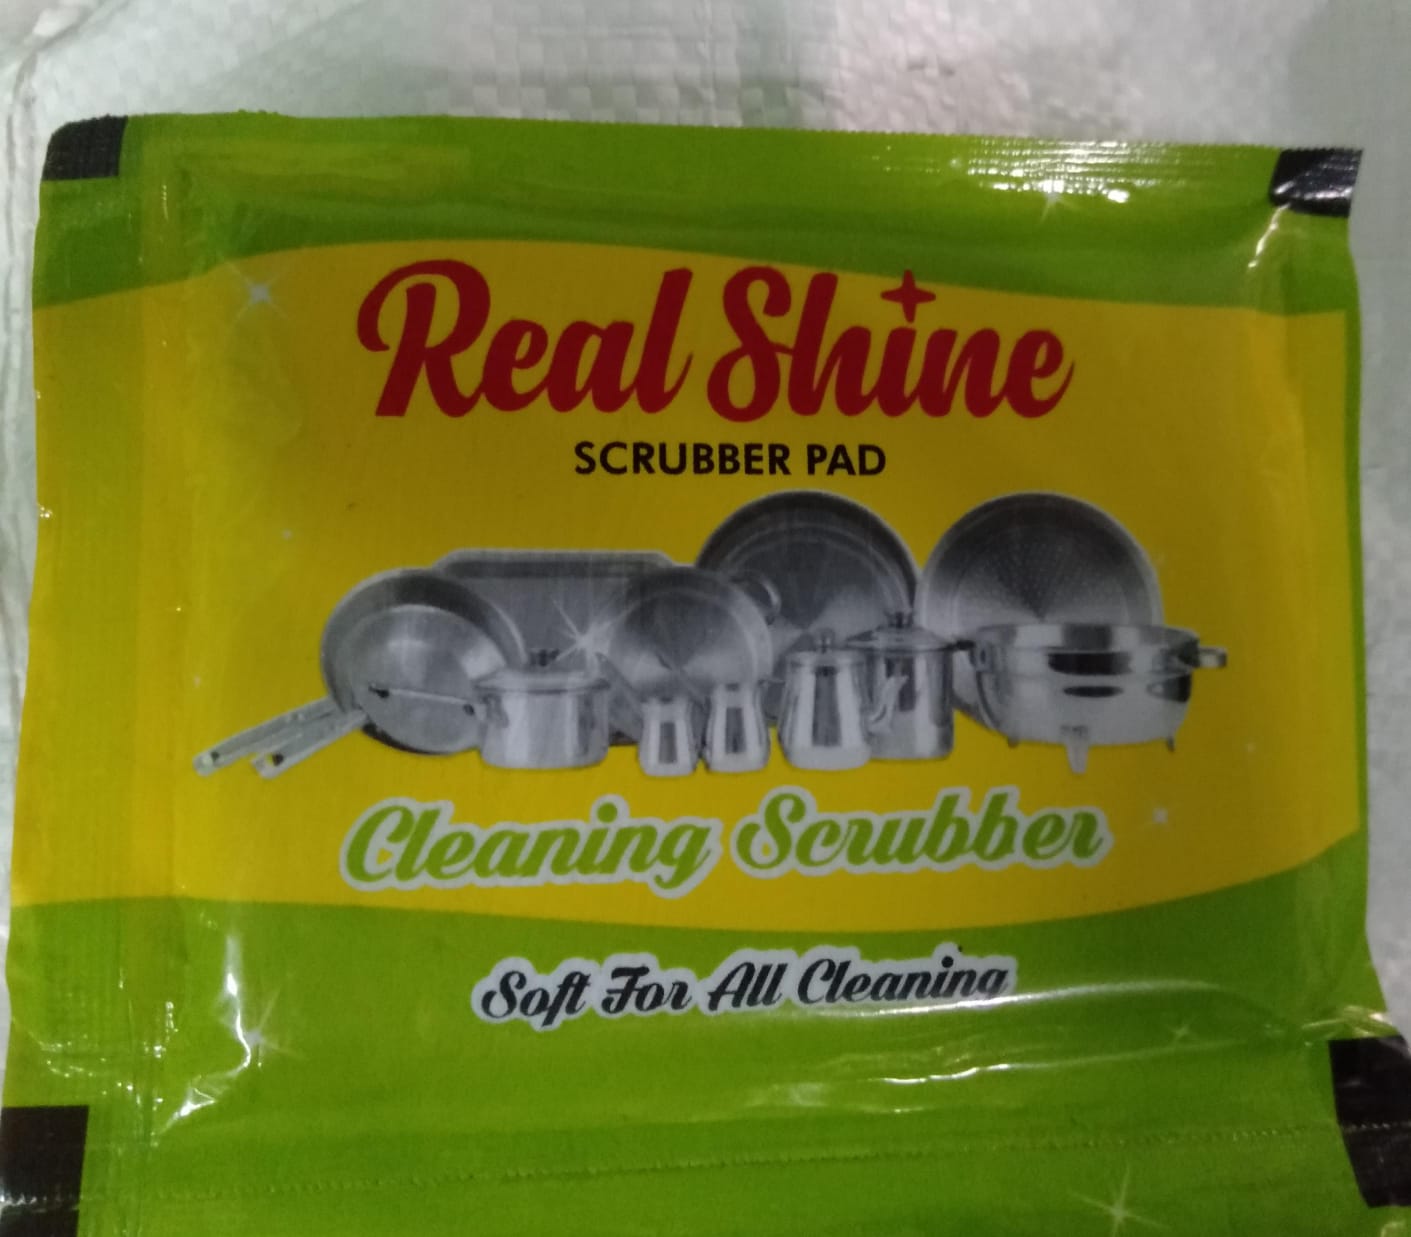 Real Shine
SCRUBBER PAD
Cleaning Scrubber
Soft For All Cleaning